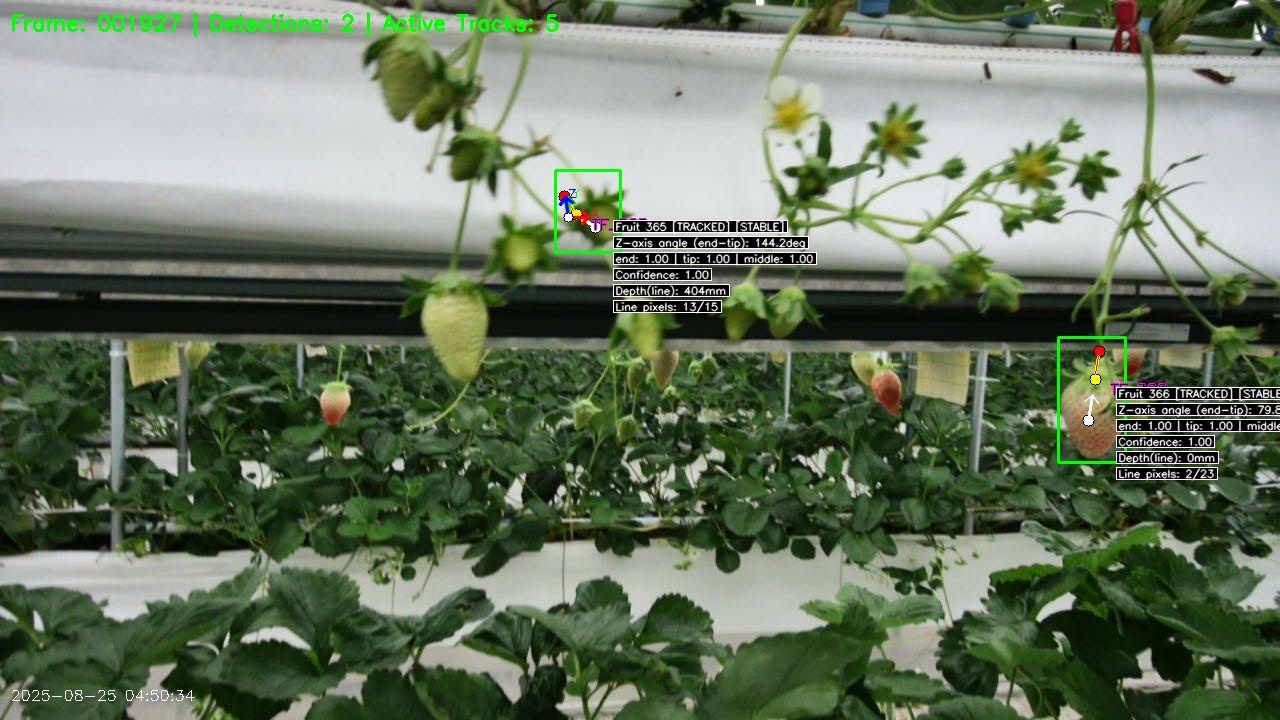 Frame: 001927 | Detections: 2 | Active Tracks: 5
Z
Fruit 365 [TRACKED] [STABLE]
Z-axis angle (end-tip): 144.2deg
end: 1.00 | tip: 1.00 | middle: 1.00
Confidence: 1.00
Depth(line): 404mm
Line pixels: 13/15
Fruit 366 [TRACKED] [STABLE
Z-axis angle (end-tip): 79.
end: 1.00 | tip: 1.00 | middle
Confidence: 1.00
Depth(line): 0mm
Line pixels: 2/23
2025-08-25 04:50:34